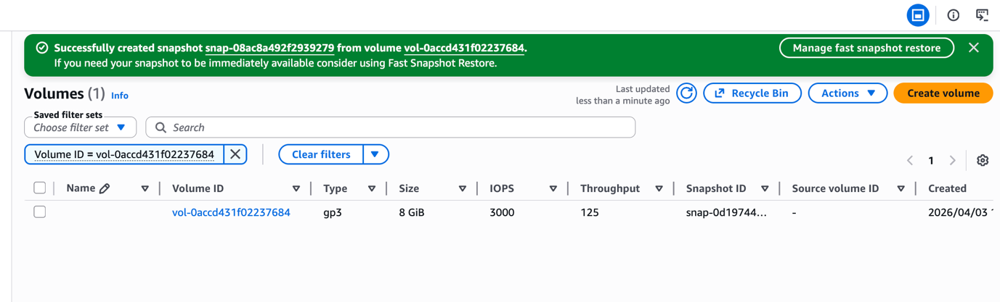 Successfully created snapshot snap-08ac8a492f2939279 from volume vol-0accd431f02237684.
If you need your snapshot to be immediately available consider using Fast Snapshot Restore.
Manage fast snapshot restore
Volumes (1) Info
Last updated
less than a minute ago
Recycle Bin
Actions
Create volume
Saved filter sets
Choose filter set
Search
Volume ID = vol-0accd431f02237684
Clear filters
1
Name Volume ID Type Size IOPS Throughput Snapshot ID Source volume ID Created
vol-0accd431f02237684 gp3 8 GiB 3000 125 snap-0d19744... - 2026/04/03